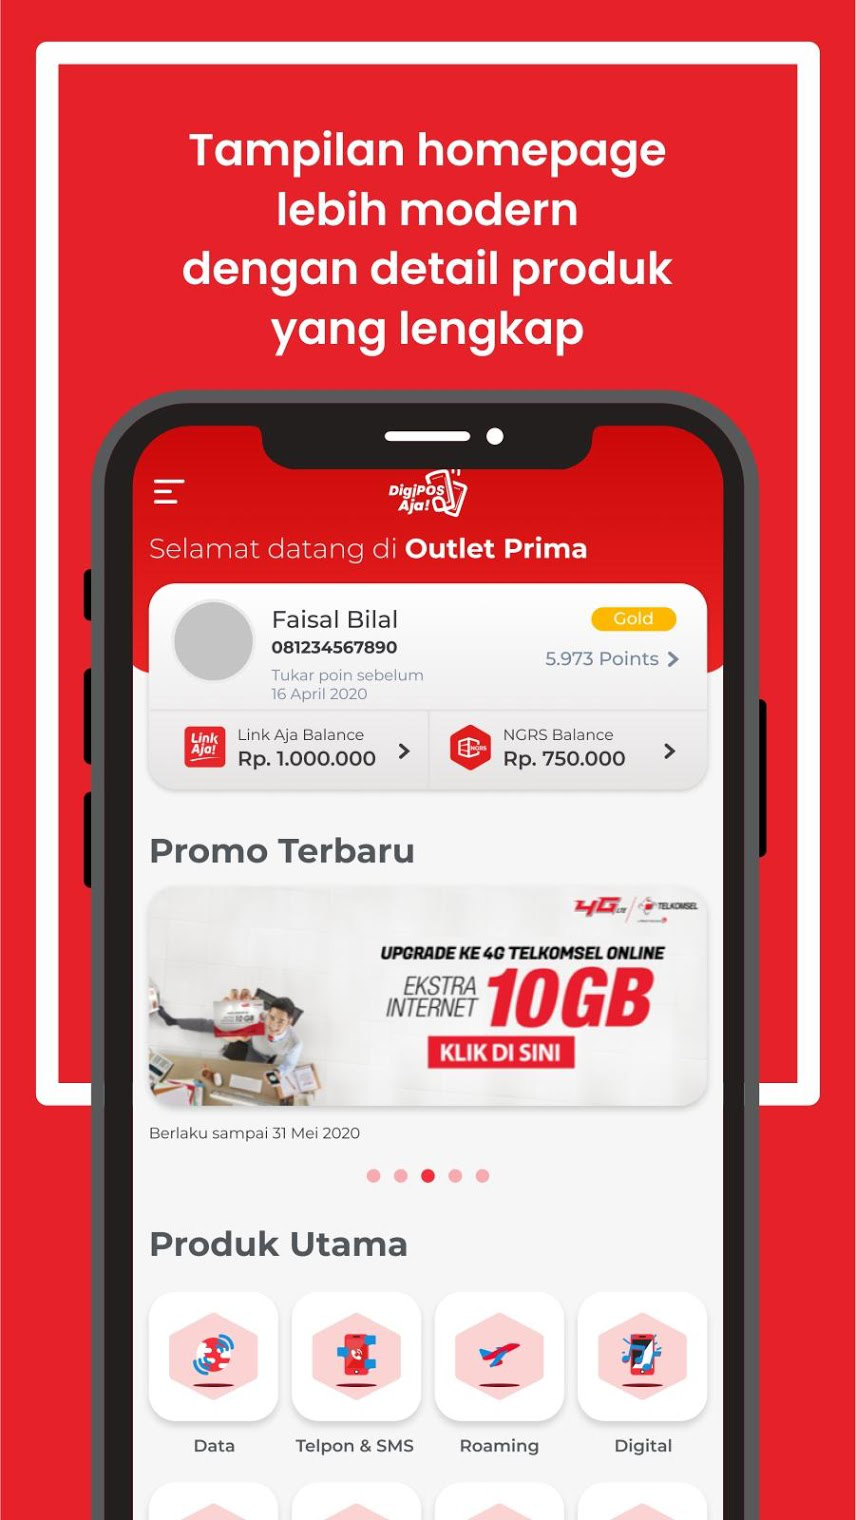 Tampilan homepage
lebih modern
dengan detail produk
yang lengkap
DigiPOS
Aja!
Selamat datang di Outlet Prima
Faisal Bilal
081234567890
Tukar poin sebelum
16 April 2020
Gold
5.973 Points
Link
Aja!
Link Aja Balance
Rp. 1.000.000
NGRS
NGRS Balance
Rp. 750.000
Promo Terbaru
4G LTE
TELKOMSEL
UPGRADE KE 4G TELKOMSEL ONLINE
EKSTRA
INTERNET
10GB
KLIK DI SINI
Berlaku sampai 31 Mei 2020
Produk Utama
Data
Telpon & SMS
Roaming
Digital